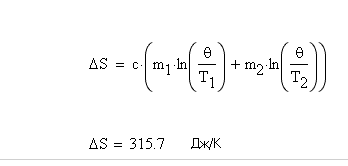 ΔS = c·(m₁·ln(θ/T₁) + m₂·ln(θ/T₂))
ΔS = 315.7 Дж/К